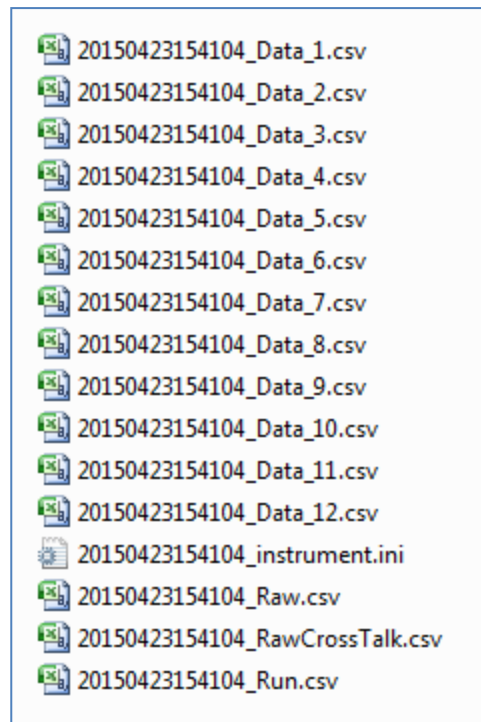 20150423154104_Data_1.csv
20150423154104_Data_2.csv
20150423154104_Data_3.csv
20150423154104_Data_4.csv
20150423154104_Data_5.csv
20150423154104_Data_6.csv
20150423154104_Data_7.csv
20150423154104_Data_8.csv
20150423154104_Data_9.csv
20150423154104_Data_10.csv
20150423154104_Data_11.csv
20150423154104_Data_12.csv
20150423154104_instrument.ini
20150423154104_Raw.csv
20150423154104_RawCrossTalk.csv
20150423154104_Run.csv